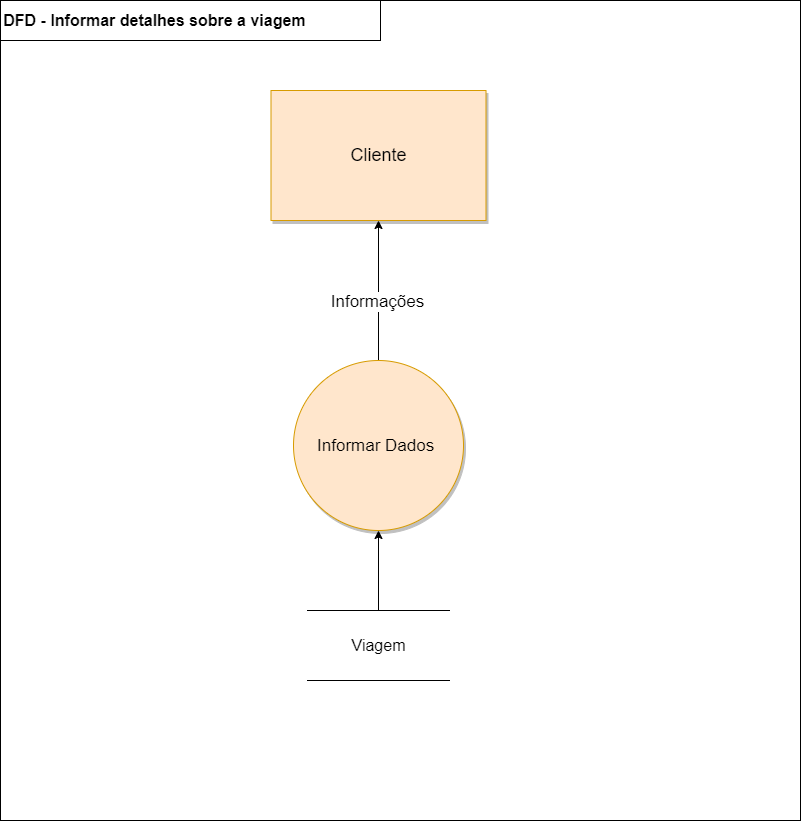 DFD - Informar detalhes sobre a viagem
Cliente
Informações
Informar Dados
Viagem